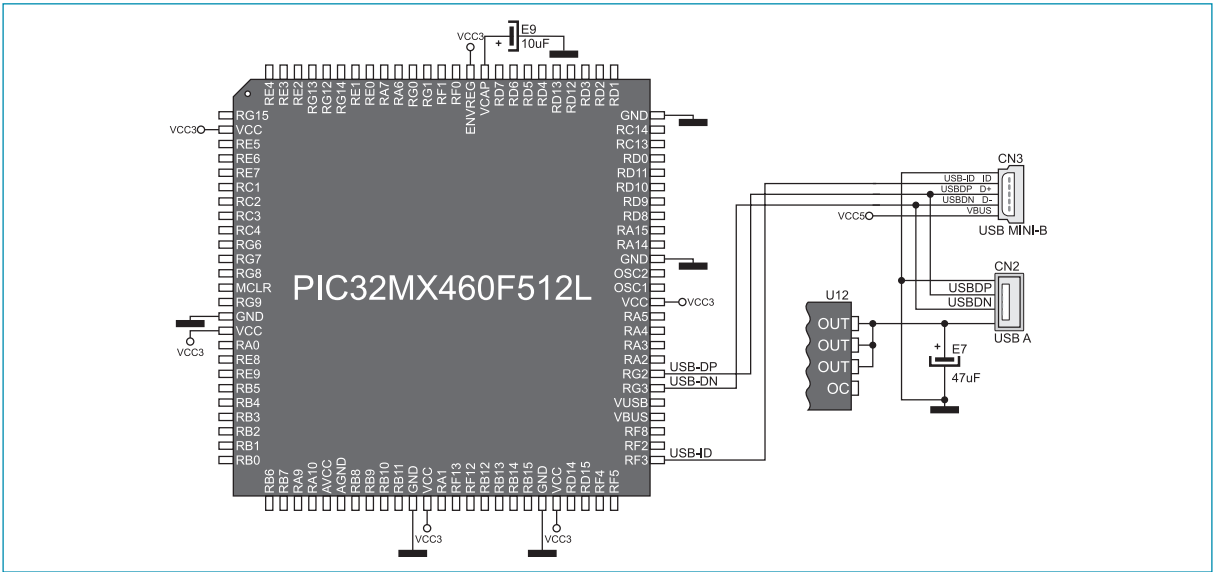 VCC3
E9
+
10uF
RE4
RE3
RE2
RG13
RG12
RG14
RE1
RE0
RA7
RA6
RG0
RG1
RF1
RF0
ENVREG
VCAP
RD7
RD6
RD5
RD4
RD13
RD12
RD3
RD2
RD1
VCC3
RG15
VCC
RE5
RE6
RE7
RC1
RC2
RC3
RC4
RG6
RG7
RG8
MCLR
RG9
GND
VCC
RA0
RE8
RE9
RB5
RB4
RB3
RB2
RB1
RB0
VCC3
PIC32MX460F512L
GND
RC14
RC13
RD0
RD11
RD10
RD9
RD8
RA15
RA14
GND
OSC2
OSC1
VCC
RA5
RA4
RA3
RA2
RG2
RG3
VUSB
VBUS
RF8
RF2
RF3
VCC3
USB-DP
USB-DN
USB-ID
RB6
RB7
RA9
RA10
AVCC
AGND
RB8
RB9
RB10
RB11
GND
VCC
RA1
RF13
RF12
RB12
RB13
RB14
RB15
GND
VCC
RD14
RD15
RF4
RF5
VCC3
VCC3
CN3
USB-ID ID
USBDP D+
USBDN D-
VBUS
VCC5
USB MINI-B
CN2
USBDP
USBDN
USB A
U12
OUT
OUT
OUT
OC
+
E7
47uF